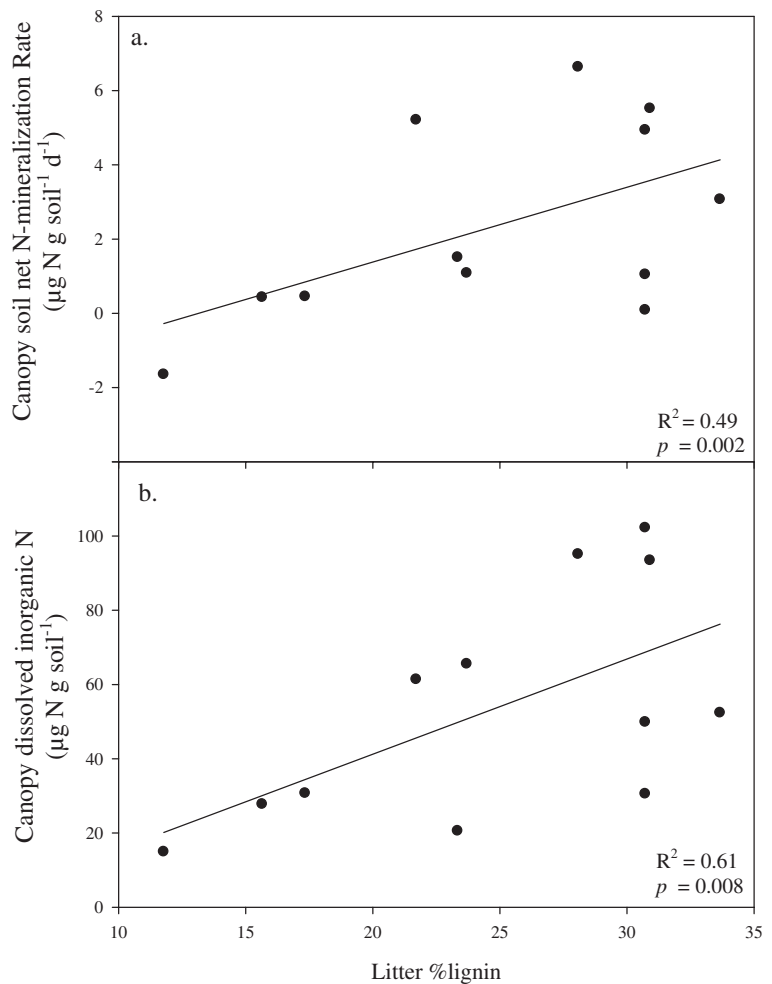 a.
Canopy soil net N-mineralization Rate
(µg N g soil⁻¹ d⁻¹)
8
6
4
2
0
-2
R² = 0.49
p = 0.002
b.
Canopy dissolved inorganic N
(µg N g soil⁻¹)
100
80
60
40
20
0
R² = 0.61
p = 0.008
10 15 20 25 30 35
Litter %lignin